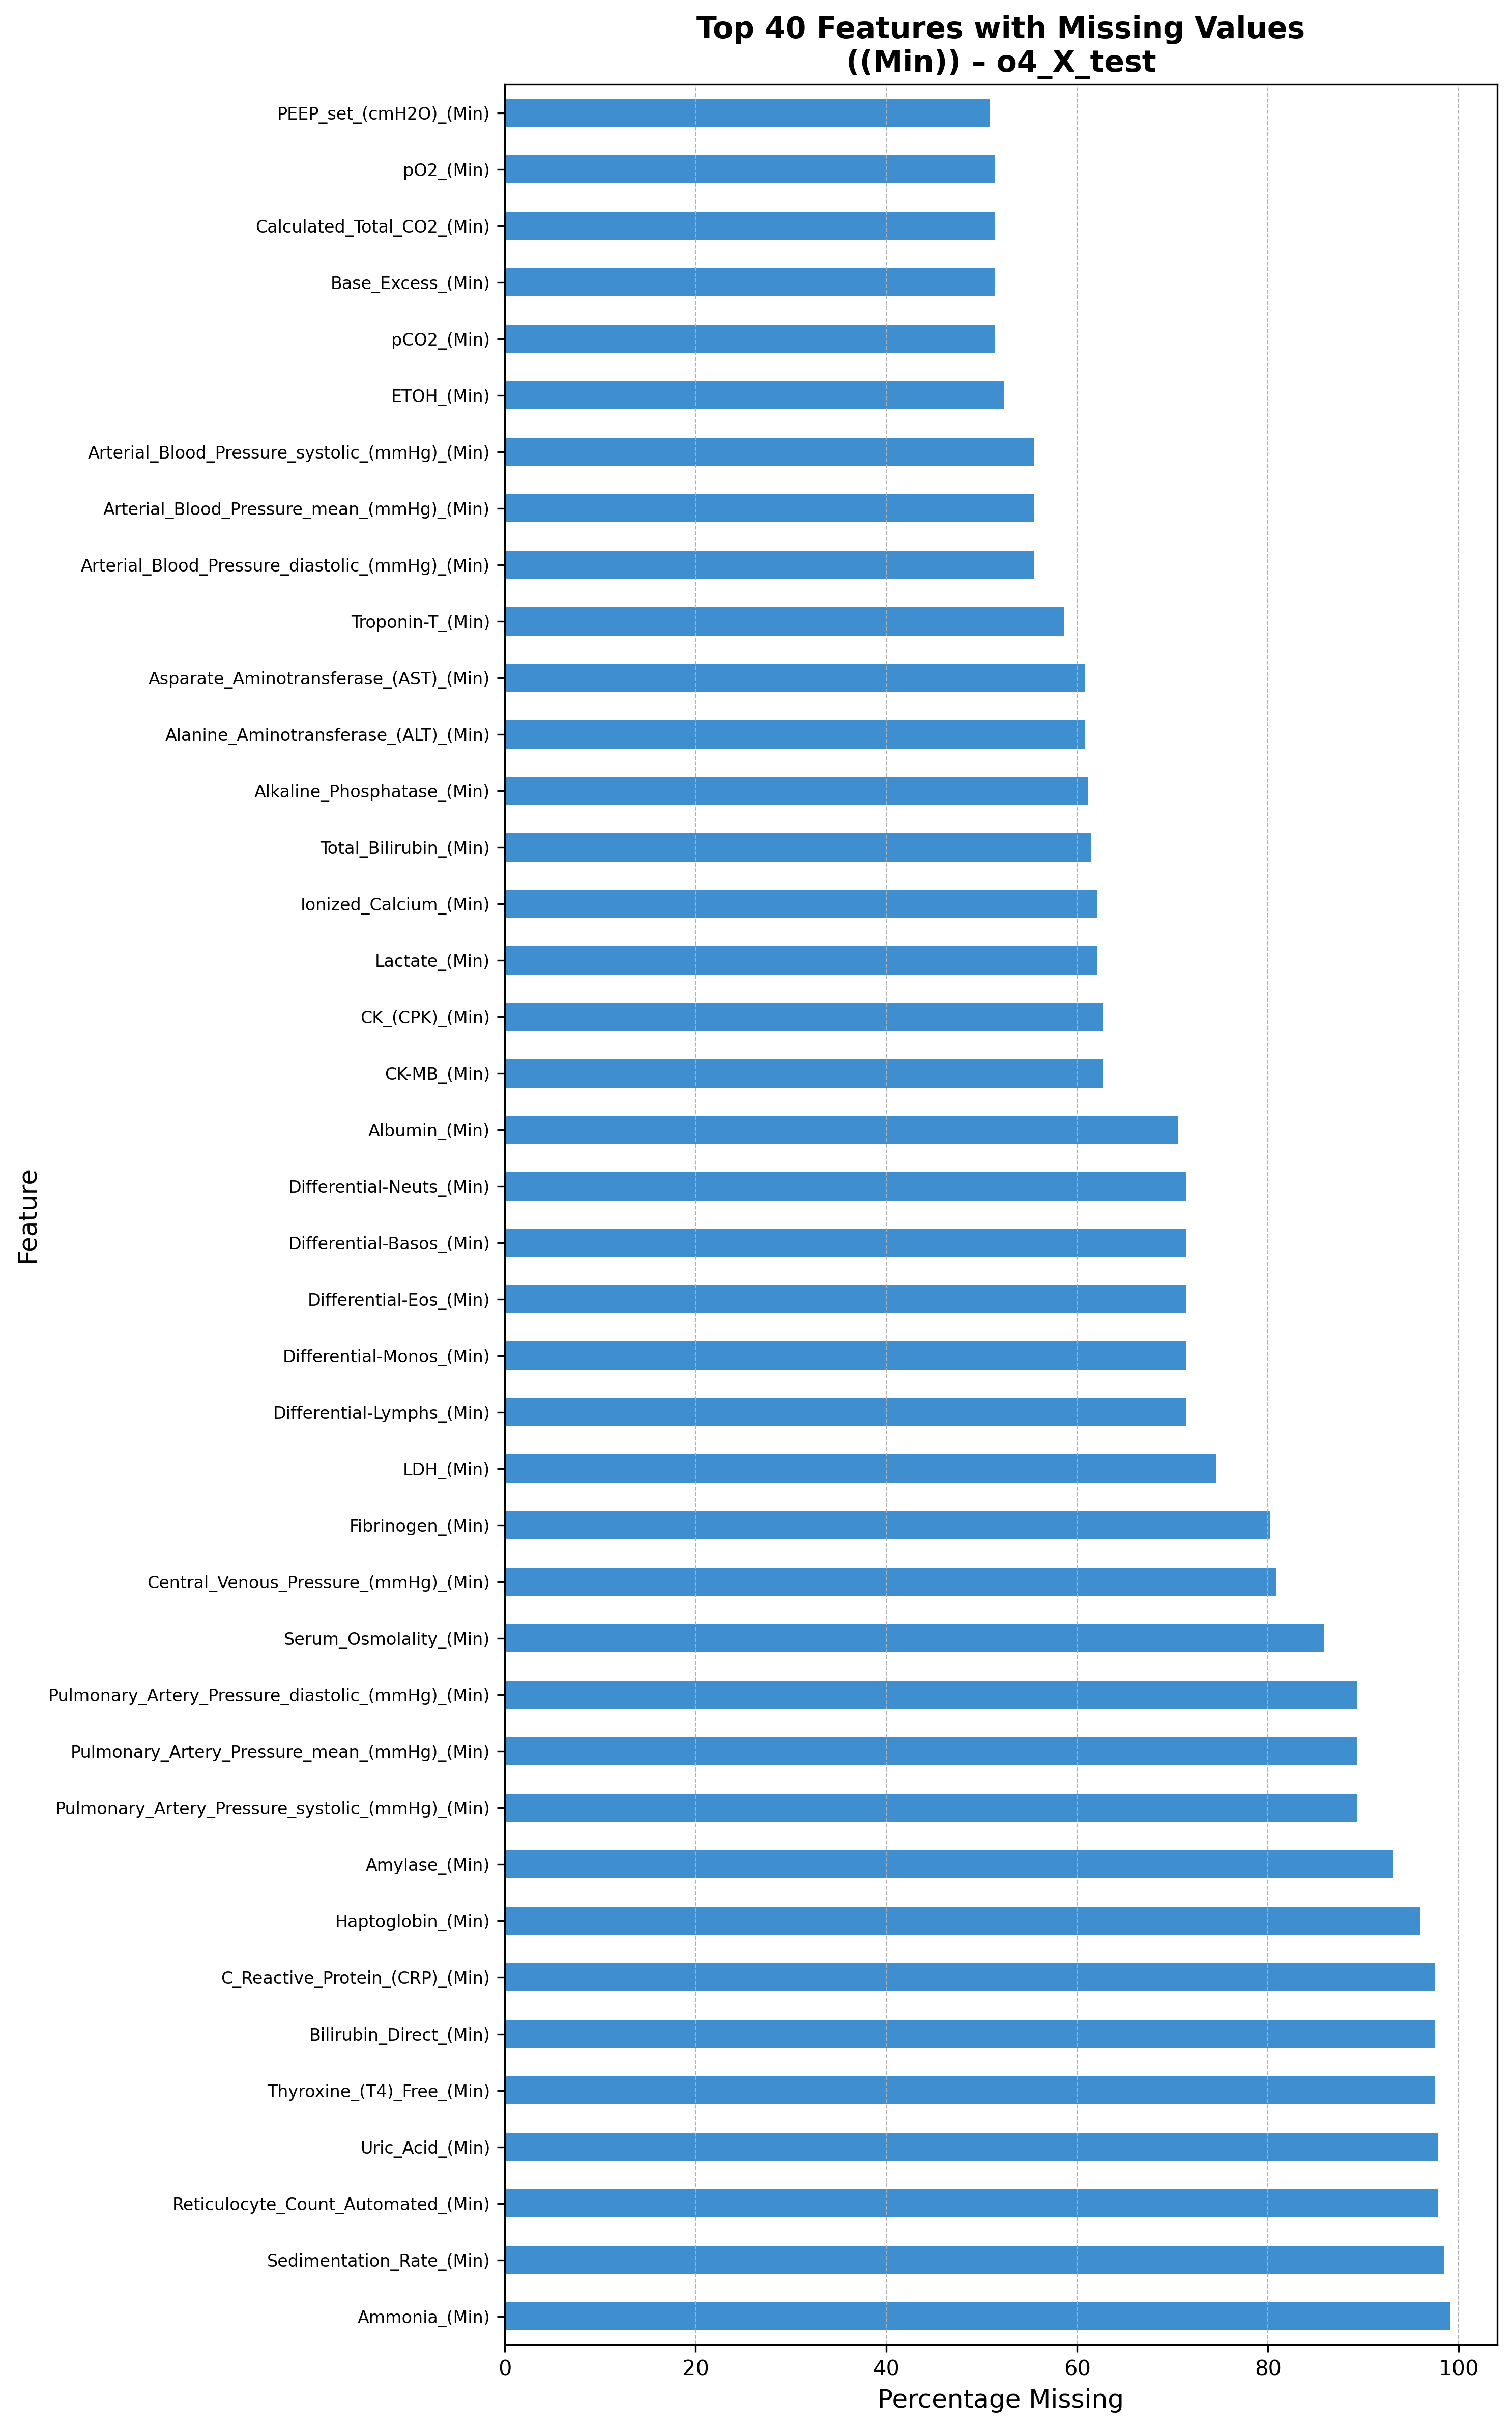 Top 40 Features with Missing Values
((Min)) – o4_X_test
PEEP_set_(cmH2O)_(Min)
pO2_(Min)
Calculated_Total_CO2_(Min)
Base_Excess_(Min)
pCO2_(Min)
ETOH_(Min)
Arterial_Blood_Pressure_systolic_(mmHg)_(Min)
Arterial_Blood_Pressure_mean_(mmHg)_(Min)
Arterial_Blood_Pressure_diastolic_(mmHg)_(Min)
Troponin-T_(Min)
Asparate_Aminotransferase_(AST)_(Min)
Alanine_Aminotransferase_(ALT)_(Min)
Alkaline_Phosphatase_(Min)
Total_Bilirubin_(Min)
Ionized_Calcium_(Min)
Lactate_(Min)
CK_(CPK)_(Min)
CK-MB_(Min)
Albumin_(Min)
Differential-Neuts_(Min)
Differential-Basos_(Min)
Differential-Eos_(Min)
Differential-Monos_(Min)
Differential-Lymphs_(Min)
LDH_(Min)
Fibrinogen_(Min)
Central_Venous_Pressure_(mmHg)_(Min)
Serum_Osmolality_(Min)
Pulmonary_Artery_Pressure_diastolic_(mmHg)_(Min)
Pulmonary_Artery_Pressure_mean_(mmHg)_(Min)
Pulmonary_Artery_Pressure_systolic_(mmHg)_(Min)
Amylase_(Min)
Haptoglobin_(Min)
C_Reactive_Protein_(CRP)_(Min)
Bilirubin_Direct_(Min)
Thyroxine_(T4)_Free_(Min)
Uric_Acid_(Min)
Reticulocyte_Count_Automated_(Min)
Sedimentation_Rate_(Min)
Ammonia_(Min)
Feature
0 20 40 60 80 100
Percentage Missing